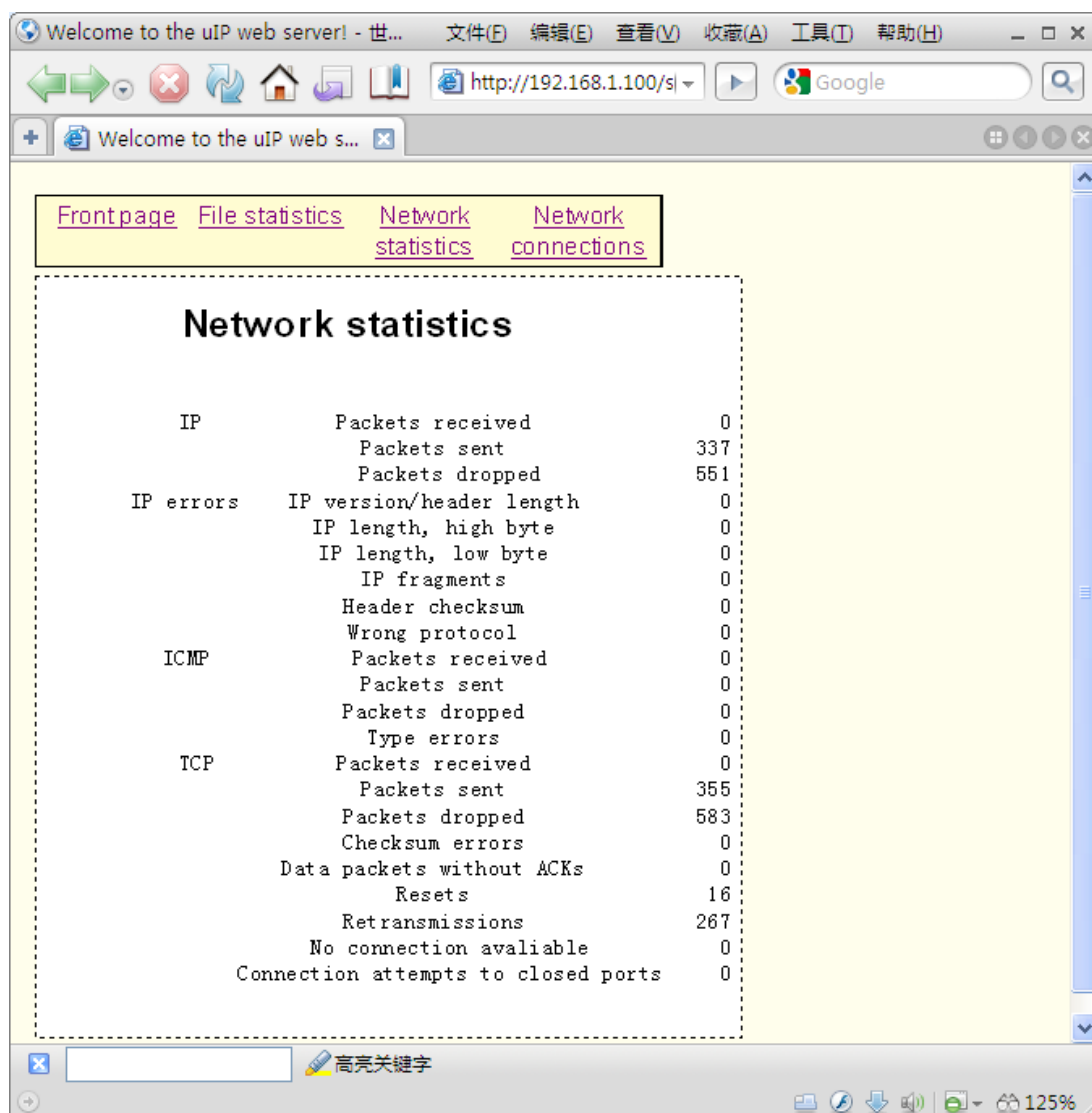 Welcome to the uIP web server! - 世... 文件(F) 编辑(E) 查看(V) 收藏(A) 工具(T) 帮助(H)
http://192.168.1.100/s Google
Welcome to the uIP web s...
Front page File statistics Network statistics Network connections
Network statistics
IP Packets received 0
Packets sent 337
Packets dropped 551
IP errors IP version/header length 0
IP length, high byte 0
IP length, low byte 0
IP fragments 0
Header checksum 0
Wrong protocol 0
ICMP Packets received 0
Packets sent 0
Packets dropped 0
Type errors 0
TCP Packets received 0
Packets sent 355
Packets dropped 583
Checksum errors 0
Data packets without ACKs 0
Resets 16
Retransmissions 267
No connection avaliable 0
Connection attempts to closed ports 0
高亮关键字
125%